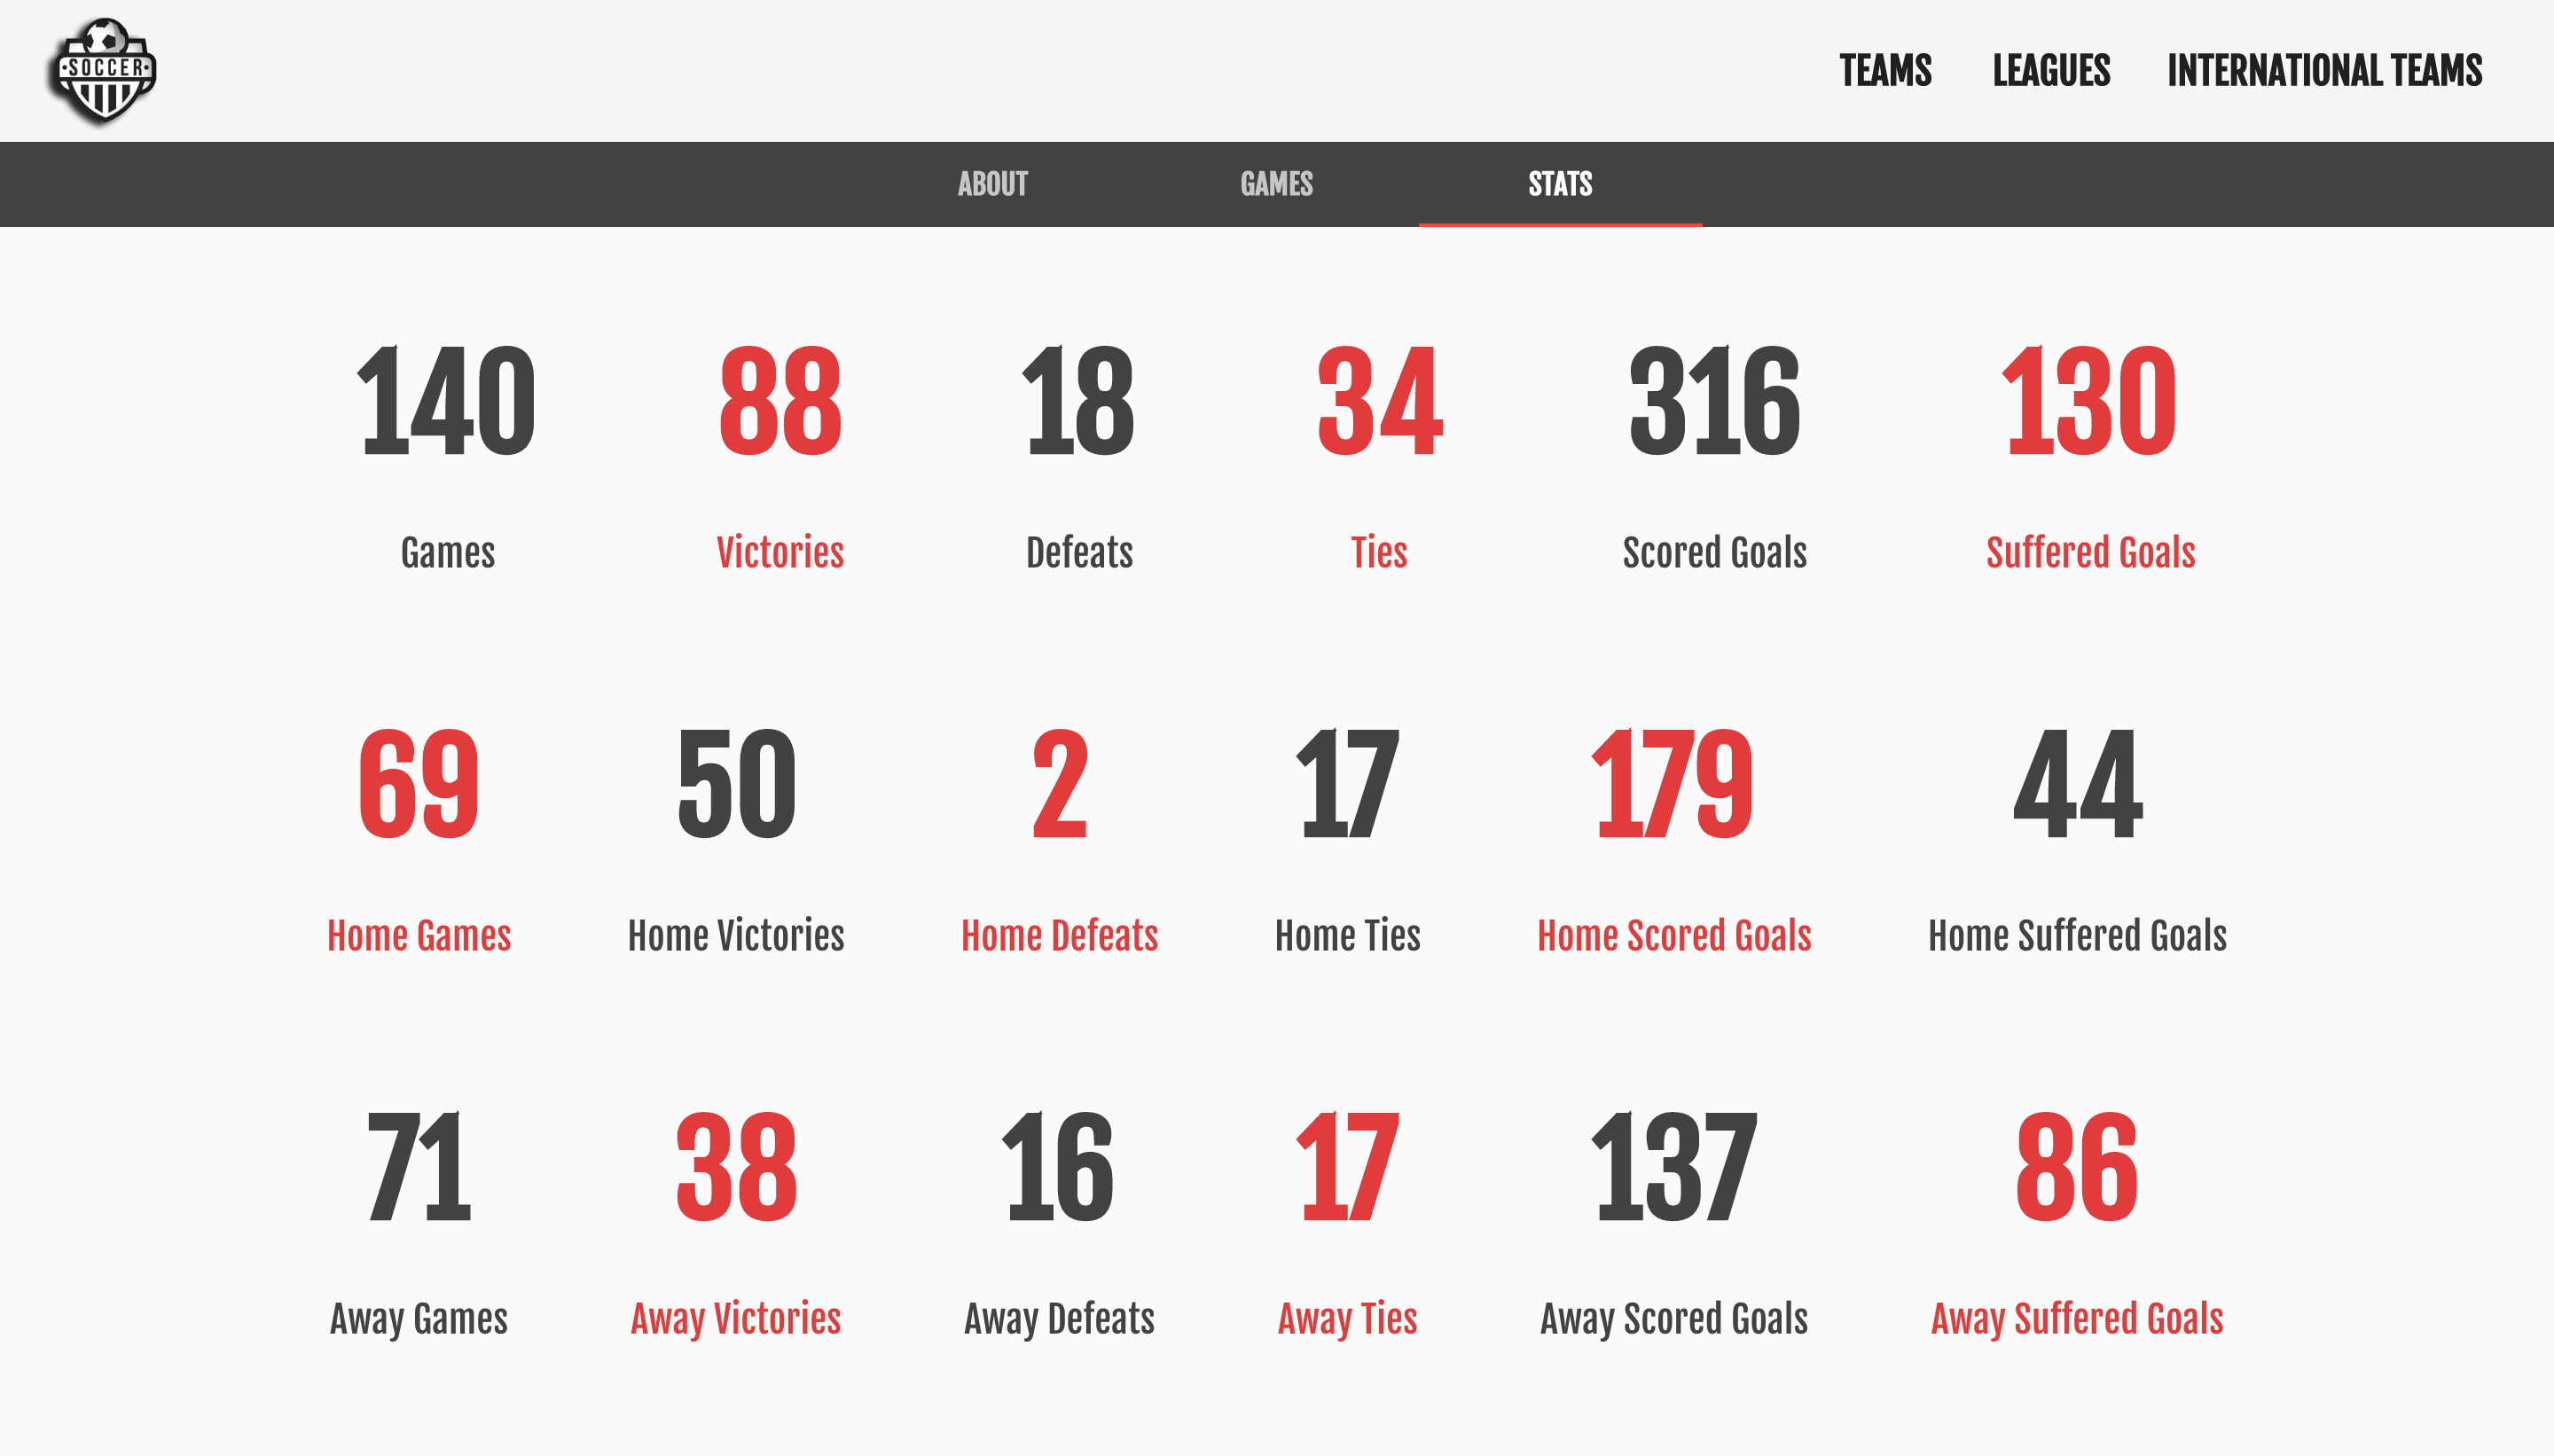 SOCCER
TEAMS LEAGUES INTERNATIONAL TEAMS
ABOUT GAMES STATS
140 88 18 34 316 130
Games Victories Defeats Ties Scored Goals Suffered Goals
69 50 2 17 179 44
Home Games Home Victories Home Defeats Home Ties Home Scored Goals Home Suffered Goals
71 38 16 17 137 86
Away Games Away Victories Away Defeats Away Ties Away Scored Goals Away Suffered Goals